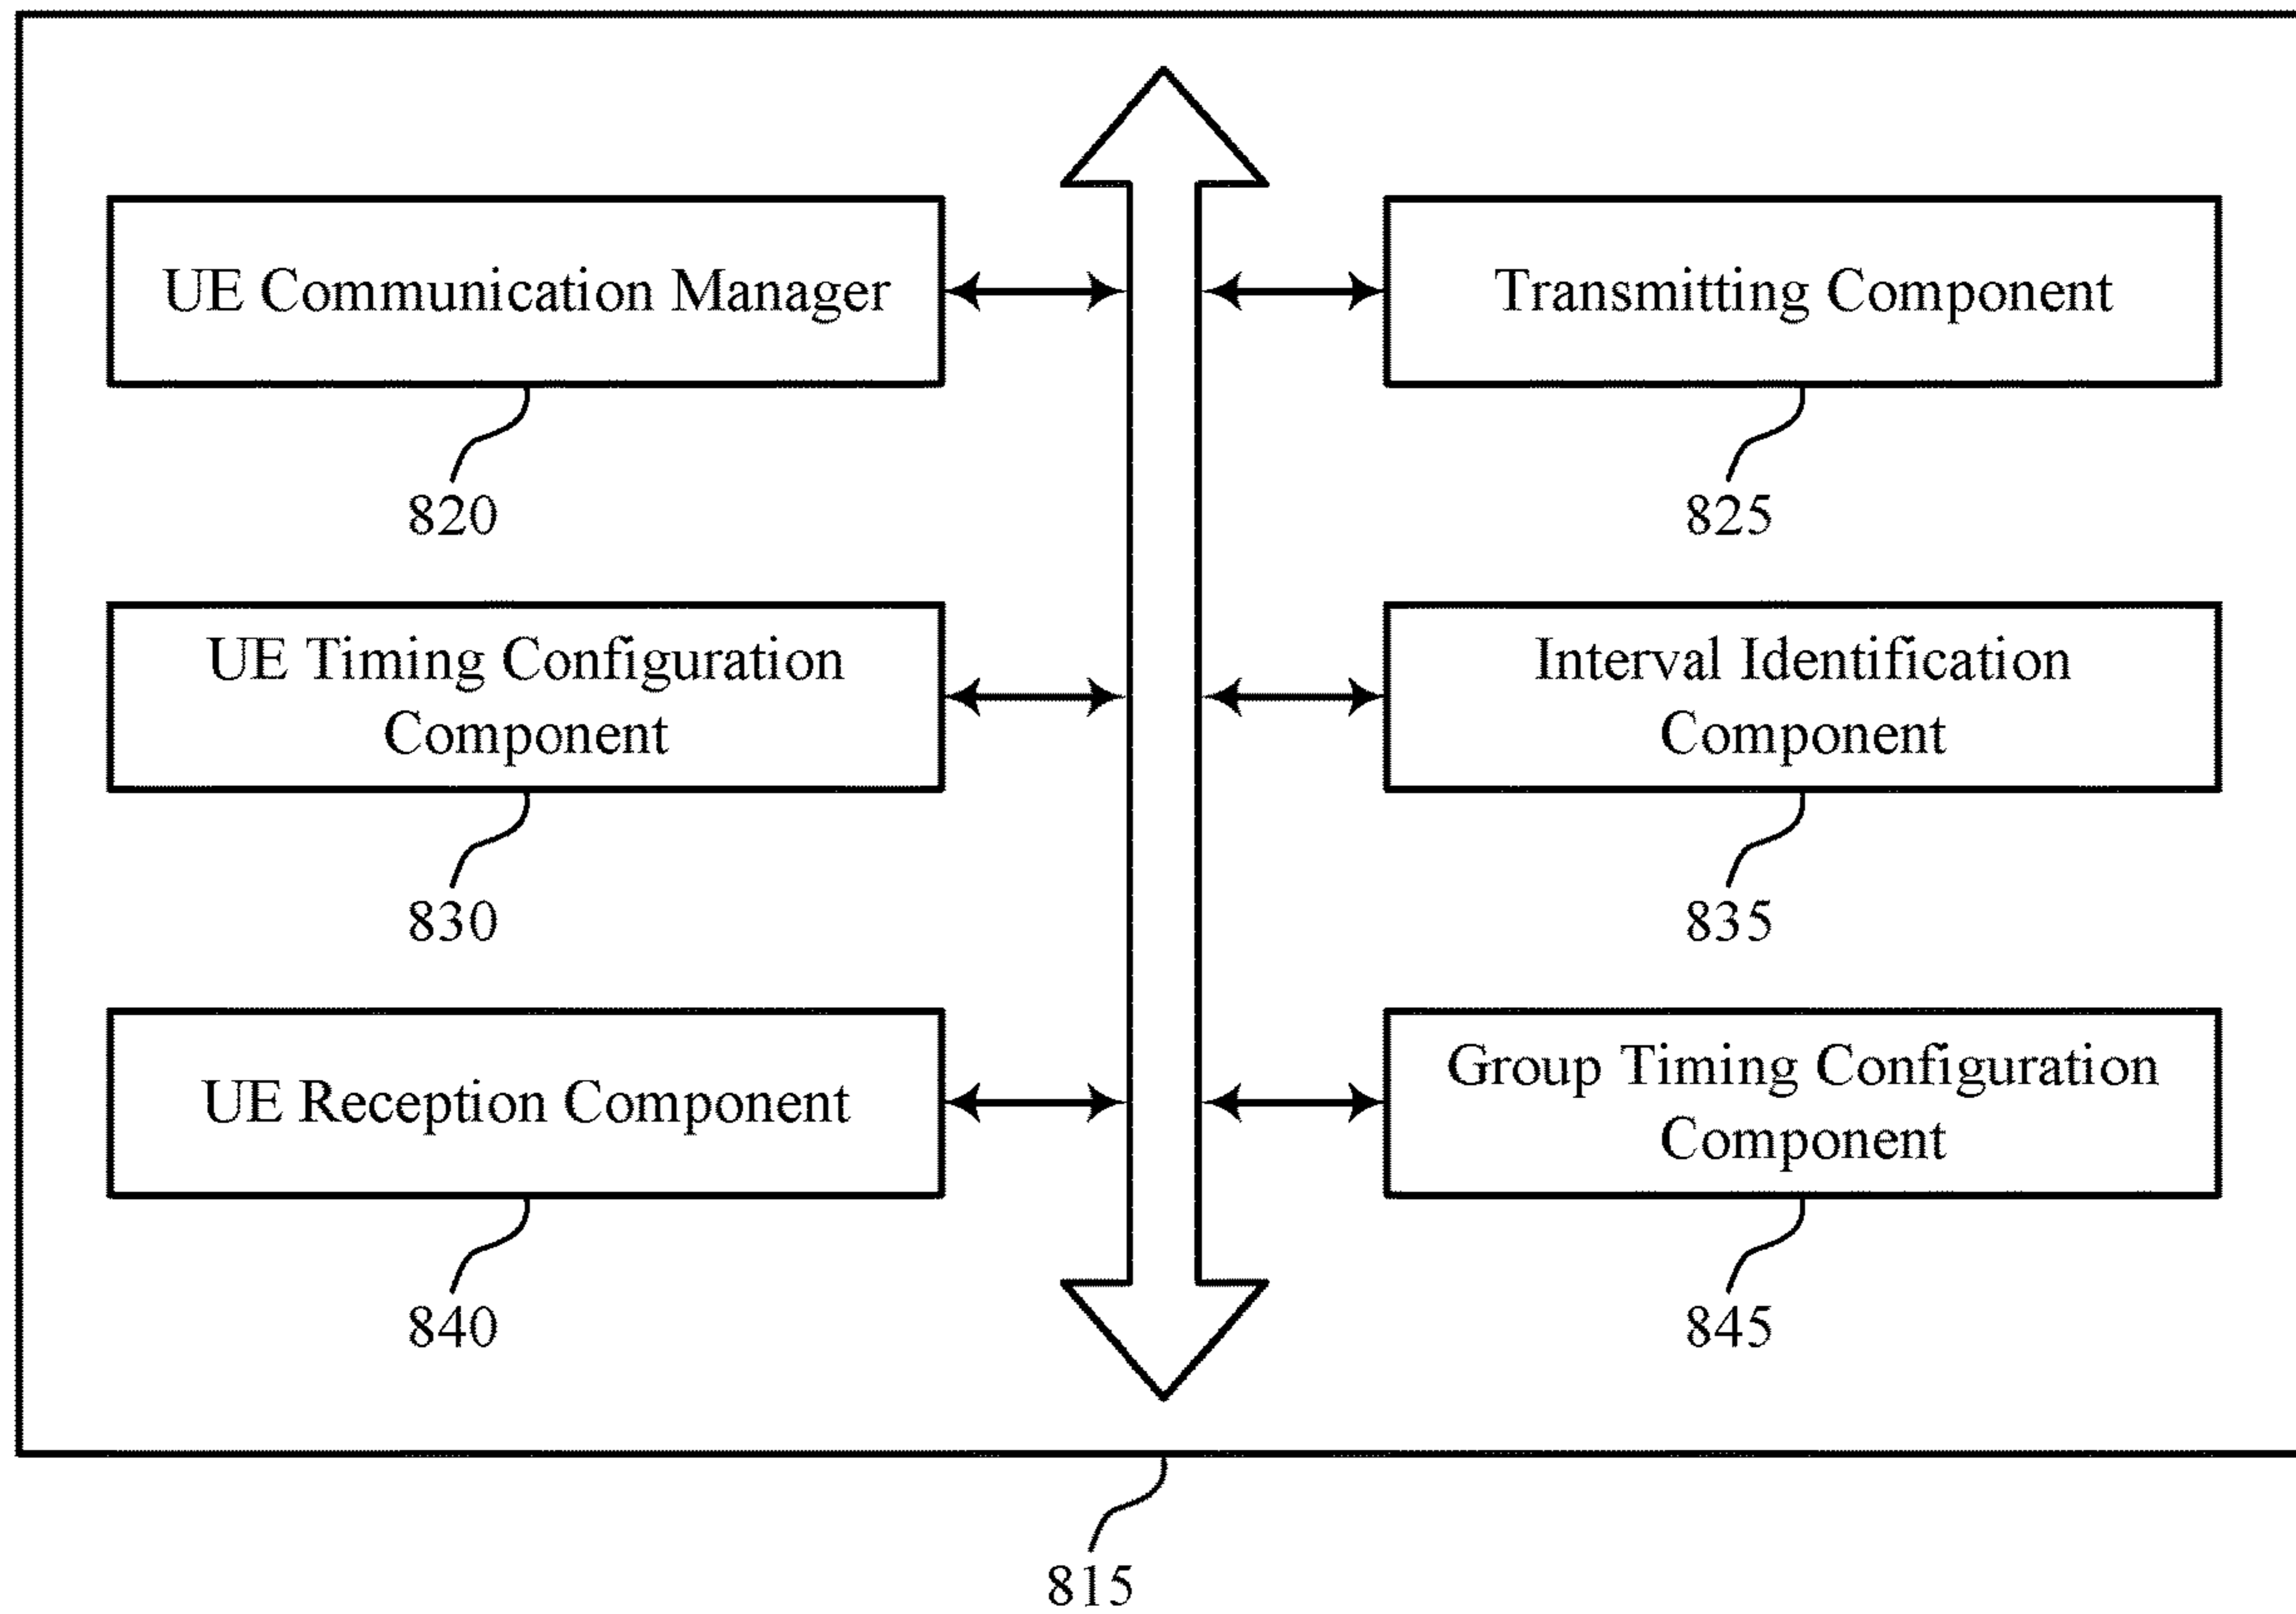 UE Communication Manager
820
Transmitting Component
825
UE Timing Configuration
Component
830
Interval Identification
Component
835
UE Reception Component
840
Group Timing Configuration
Component
845
815